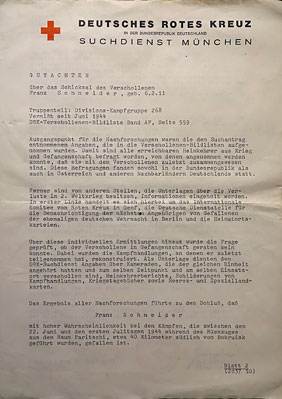 DEUTSCHES ROTES KREUZ
IN DER BUNDESREPUBLIK DEUTSCHLAND
SUCHDIENST MÜNCHEN
G U T A C H T E N
über das Schicksal des Verschollenen
Franz S c h n e i d e r , geb. 6.2.11
Truppenteil: Divisions-Kampfgruppe 268
Vermißt seit Juni 1944
DRK-Verschollenen-Bildliste Band AF, Seite 559
Ausgangspunkt für die Nachforschungen waren die den Suchantrag
entnommenen Angaben, die in die Verschollenen-Bildlisten aufge-
nommen wurden. Damit sind alle erreichbaren Heimkehrer aus Krieg
und Gefangenschaft befragt worden, von denen angenommen werden
konnte, daß sie mit dem Verschollenen zuletzt zusammengewesen
sind. Diese Befragungen fanden sowohl in der Bundesrepublik als
auch in Österreich und anderen Nachbarländern Deutschlands statt.
Ferner sind von anderen Stellen, die Unterlagen über die Ver-
luste im 2. Weltkrieg besitzen, Informationen eingeholt worden.
In erster Linie handelt es sich hierbei um das Internationale
Komitee vom Roten Kreuz in Genf, die Deutsche Dienststelle für
die Benachrichtigung der nächsten Angehörigen von Gefallenen
der ehemaligen deutschen Wehrmacht in Berlin und die Heimatorts-
karteien.
Über diese individuellen Ermittlungen hinaus wurde die Frage
geprüft, ob der Verschollene in Gefangenschaft geraten sein
konnte. Dabei wurden die Kampfhandlungen, an denen er zuletzt
teilgenommen hat, rekonstruiert. Als Unterlage dienten den
DRK-Suchdienst Angaben über Kameraden, die der gleichen Einheit
angehört hatten und zum selben Zeitpunkt und am selben Einsatz-
ort verschollen sind, Heimkehrerberichte, Schilderungen von
Kampfhandlungen, Kriegstagebücher sowie Heeres- und Spezialland-
karten.
Das Ergebnis aller Nachforschungen führte zu dem Schluß, daß
Franz S c h n e i d e r
mit hoher Wahrscheinlichkeit bei den Kämpfen, die zwischen dem
22. Juni und den ersten Julitagen 1944 während des Rückzuges
aus dem Raum Paritschi, etwa 40 Kilometer südlich von Bobruisk
geführt wurden, gefallen ist.
Blatt 2